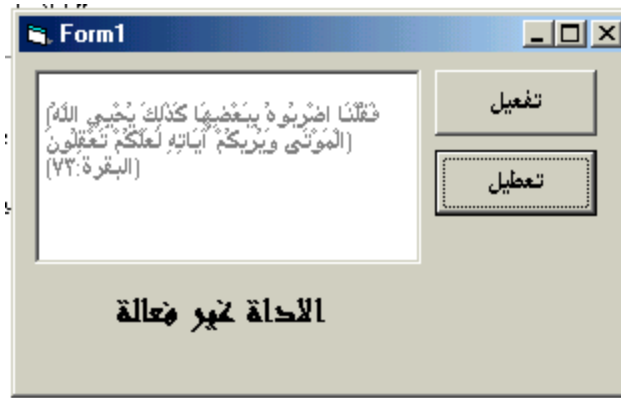 Form1
تفعيل
فَقُلْنَا اضْرِبُوهُ بِبَعْضِهَا كَذَلِكَ يُحْيِي اللَّهُ)
(الْمَوْتَى وَيُرِيكُمْ آيَاتِهِ لَعَلَّكُمْ تَعْقِلُونَ
(البقرة:٧٣)
تعطيل
الاداة غير فعالة